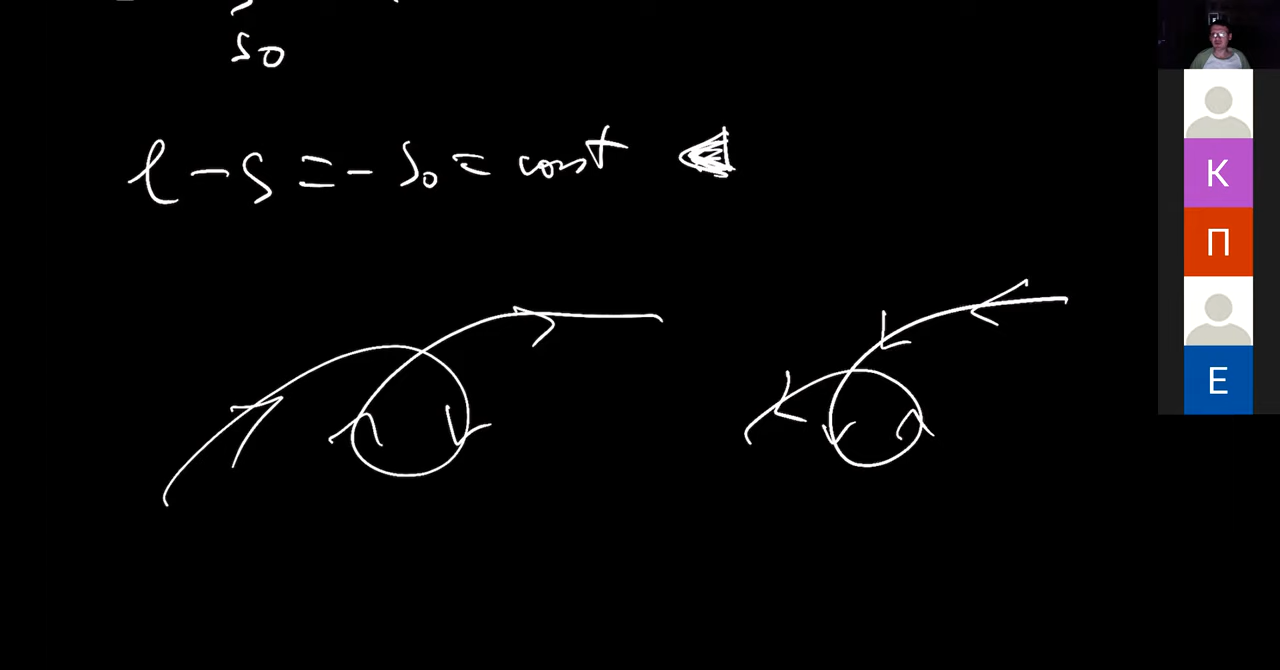 s₀
l - s = - s₀ = const
К
П
Е